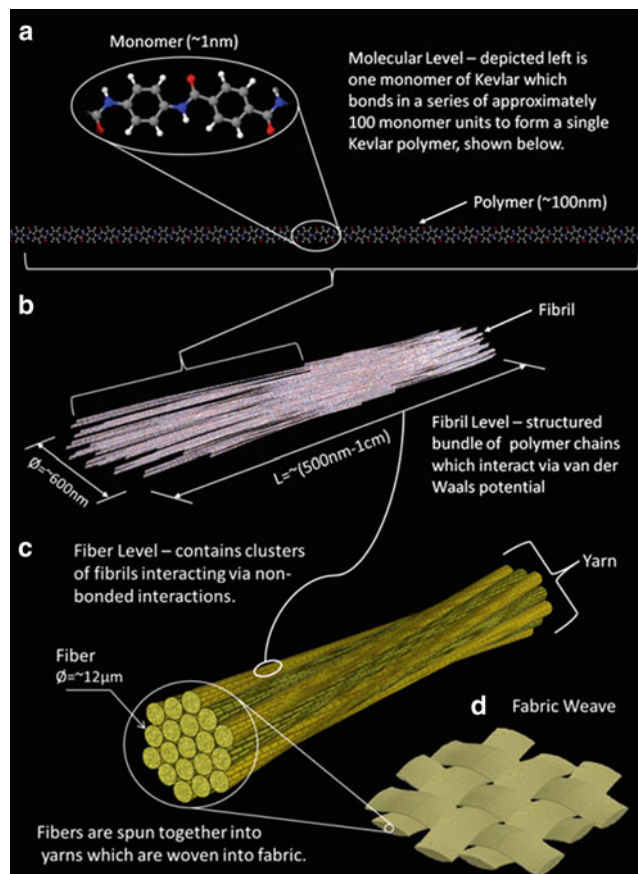 a
Monomer (~1nm)
Molecular Level – depicted left is
one monomer of Kevlar which
bonds in a series of approximately
100 monomer units to form a single
Kevlar polymer, shown below.
Polymer (~100nm)
b
Fibril
Ø=~600nm
L=~(500nm-1cm)
Fibril Level – structured
bundle of polymer chains
which interact via van der
Waals potential
c
Fiber Level – contains clusters
of fibrils interacting via non-
bonded interactions.
Yarn
Fiber
Ø=~12µm
d Fabric Weave
Fibers are spun together into
yarns which are woven into fabric.